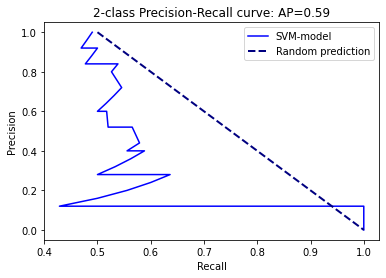 2-class Precision-Recall curve: AP=0.59
SVM-model
Random prediction
Precision
1.0
0.8
0.6
0.4
0.2
0.0
0.4 0.5 0.6 0.7 0.8 0.9 1.0
Recall